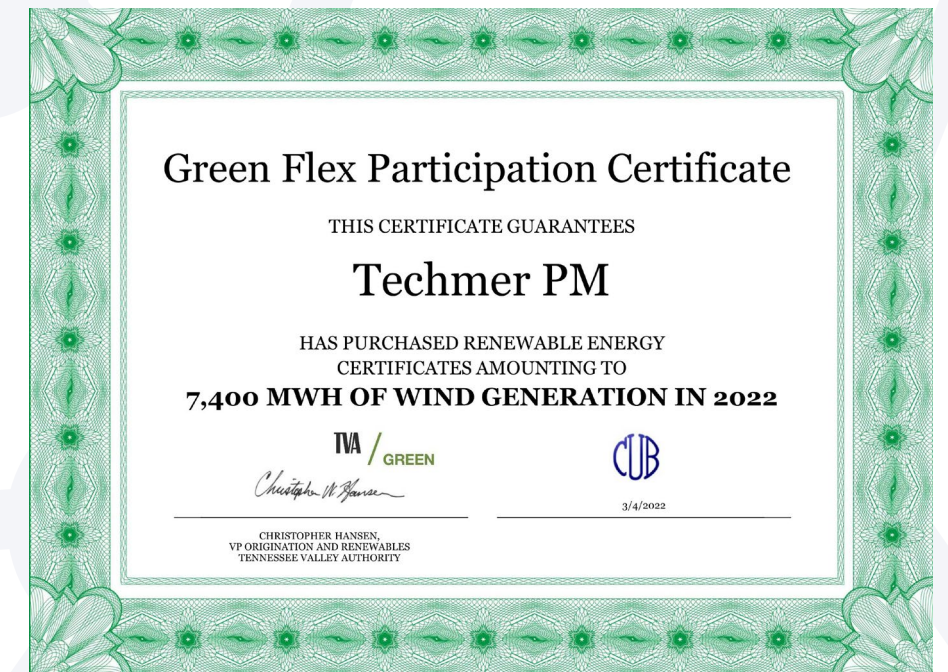 Green Flex Participation Certificate
THIS CERTIFICATE GUARANTEES
Techmer PM
HAS PURCHASED RENEWABLE ENERGY
CERTIFICATES AMOUNTING TO
7,400 MWH OF WIND GENERATION IN 2022
TVA / GREEN
Christopher W Hansen
CUB
3/4/2022
CHRISTOPHER HANSEN,
VP ORIGINATION AND RENEWABLES
TENNESSEE VALLEY AUTHORITY